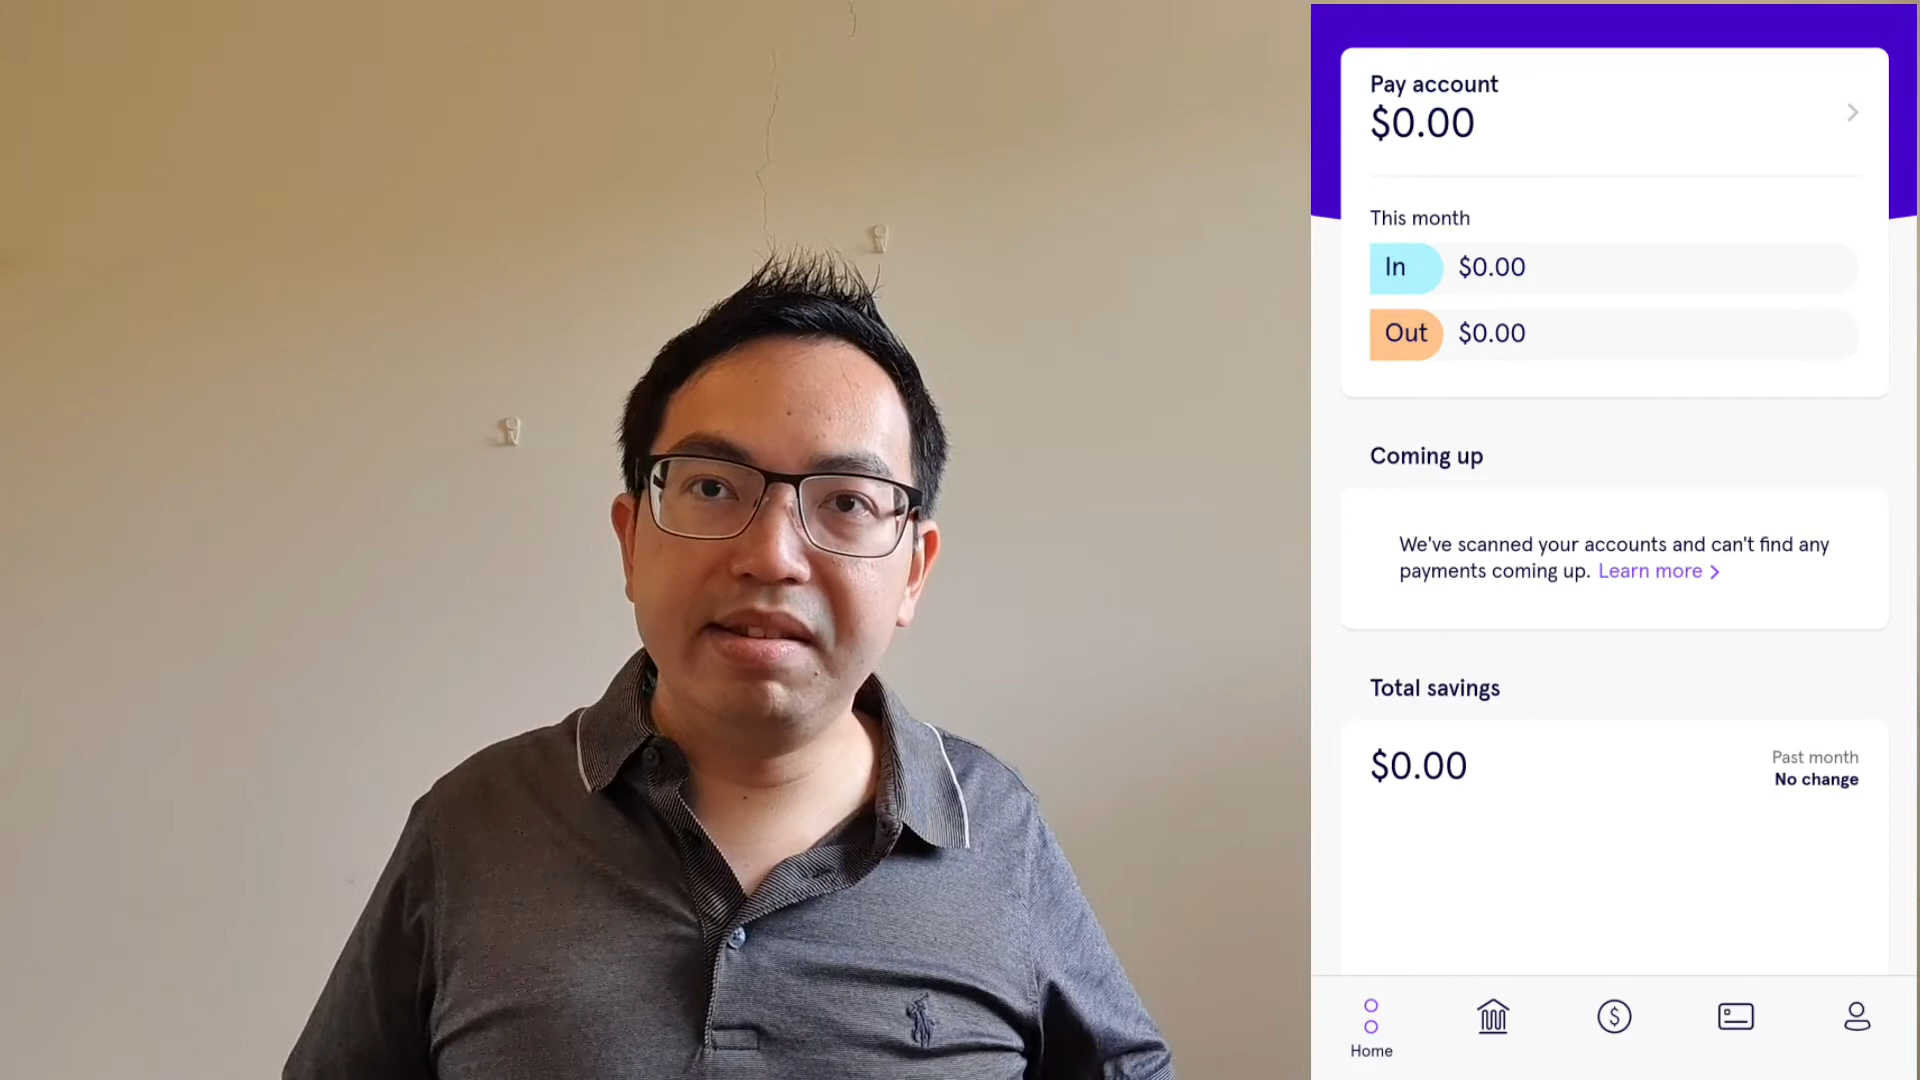 Pay account
$0.00
This month
In $0.00
Out $0.00
Coming up
We've scanned your accounts and can't find any
payments coming up. Learn more
Total savings
$0.00
Past month
No change
Home